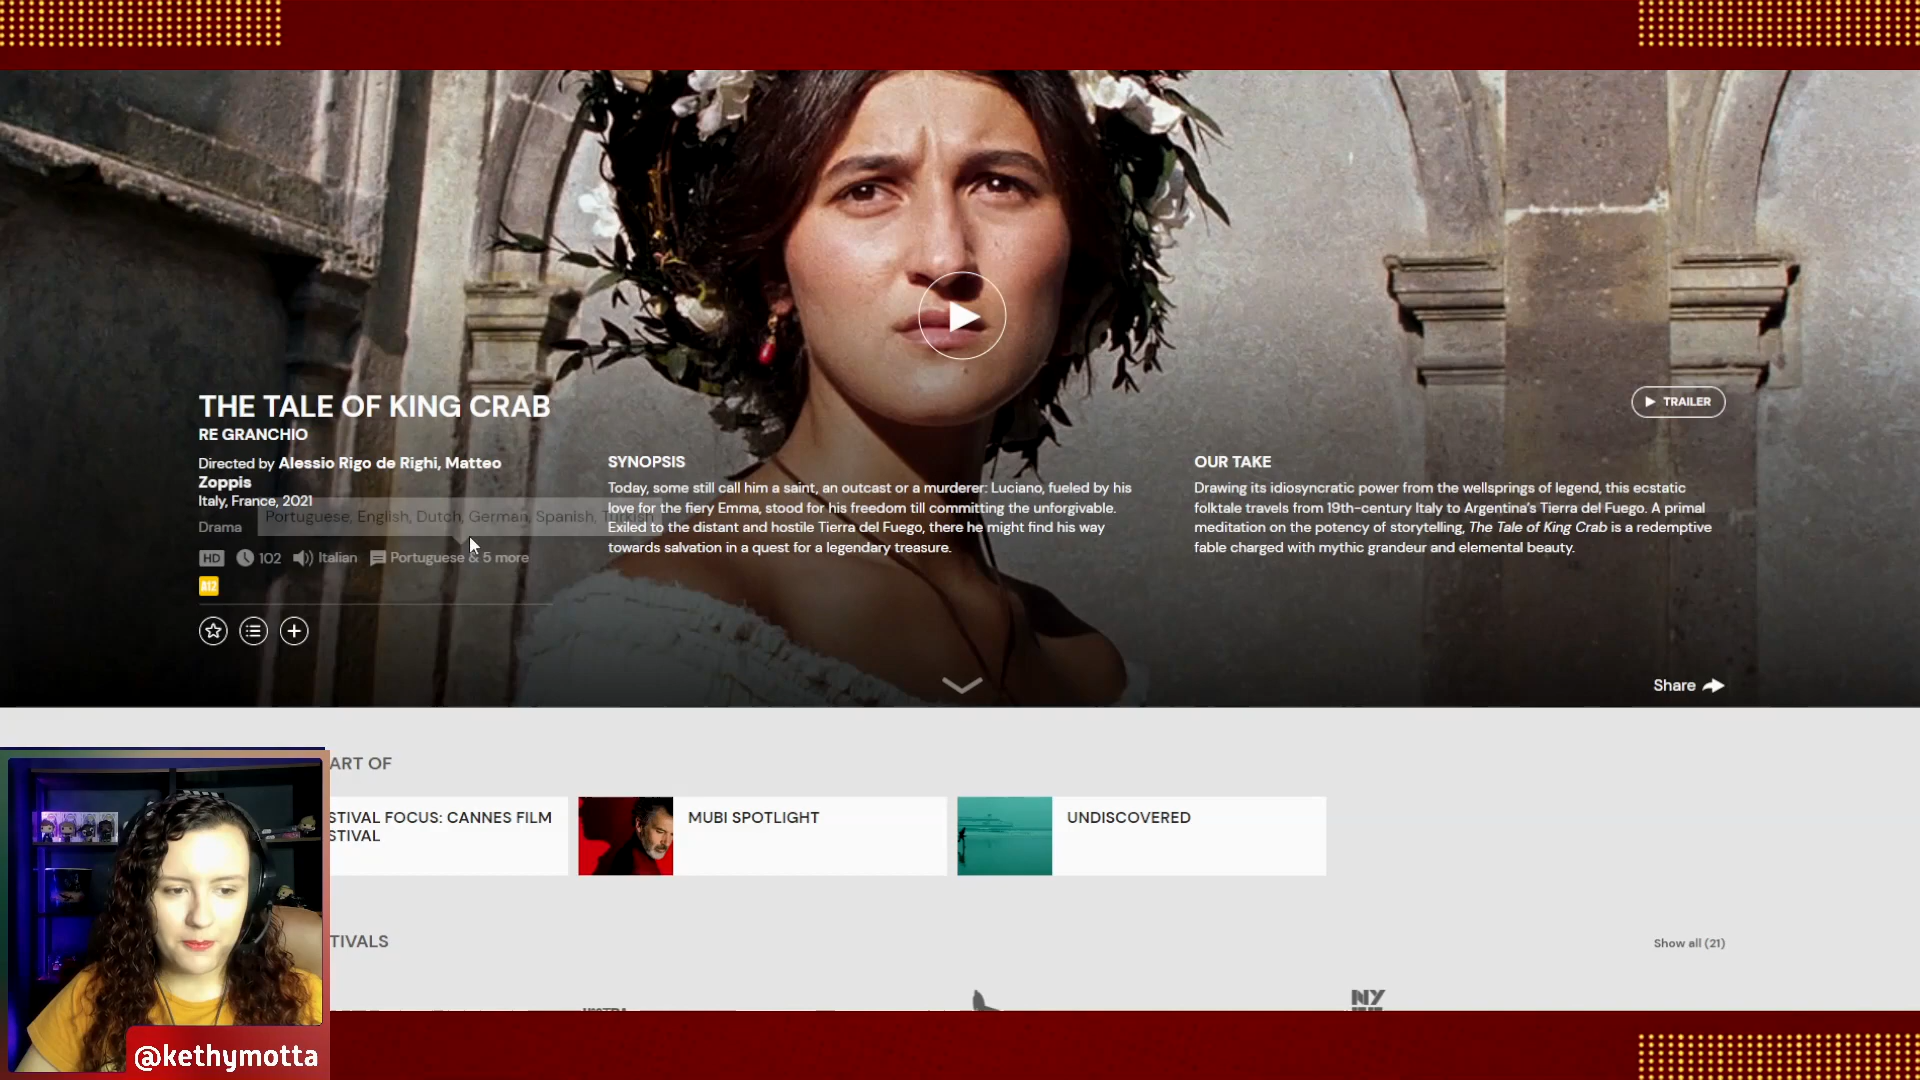 THE TALE OF KING CRAB
RE GRANCHIO
Directed by Alessio Rigo de Righi, Matteo
Zoppis
Italy, France, 2021
Portuguese, English, Dutch, German, Spanish, Turkish
Drama
HD 102 Italian Portuguese & 5 more
A12
SYNOPSIS
Today, some still call him a saint, an outcast or a murderer: Luciano, fueled by his
love for the fiery Emma, stood for his freedom till committing the unforgivable.
Exiled to the distant and hostile Tierra del Fuego, there he might find his way
towards salvation in a quest for a legendary treasure.
TRAILER
OUR TAKE
Drawing its idiosyncratic power from the wellsprings of legend, this ecstatic
folktale travels from 19th-century Italy to Argentina's Tierra del Fuego. A primal
meditation on the potency of storytelling, The Tale of King Crab is a redemptive
fable charged with mythic grandeur and elemental beauty.
Share
ART OF
STIVAL FOCUS: CANNES FILM
STIVAL
MUBI SPOTLIGHT
UNDISCOVERED
TIVALS
Show all (21)
NY
@kethymotta